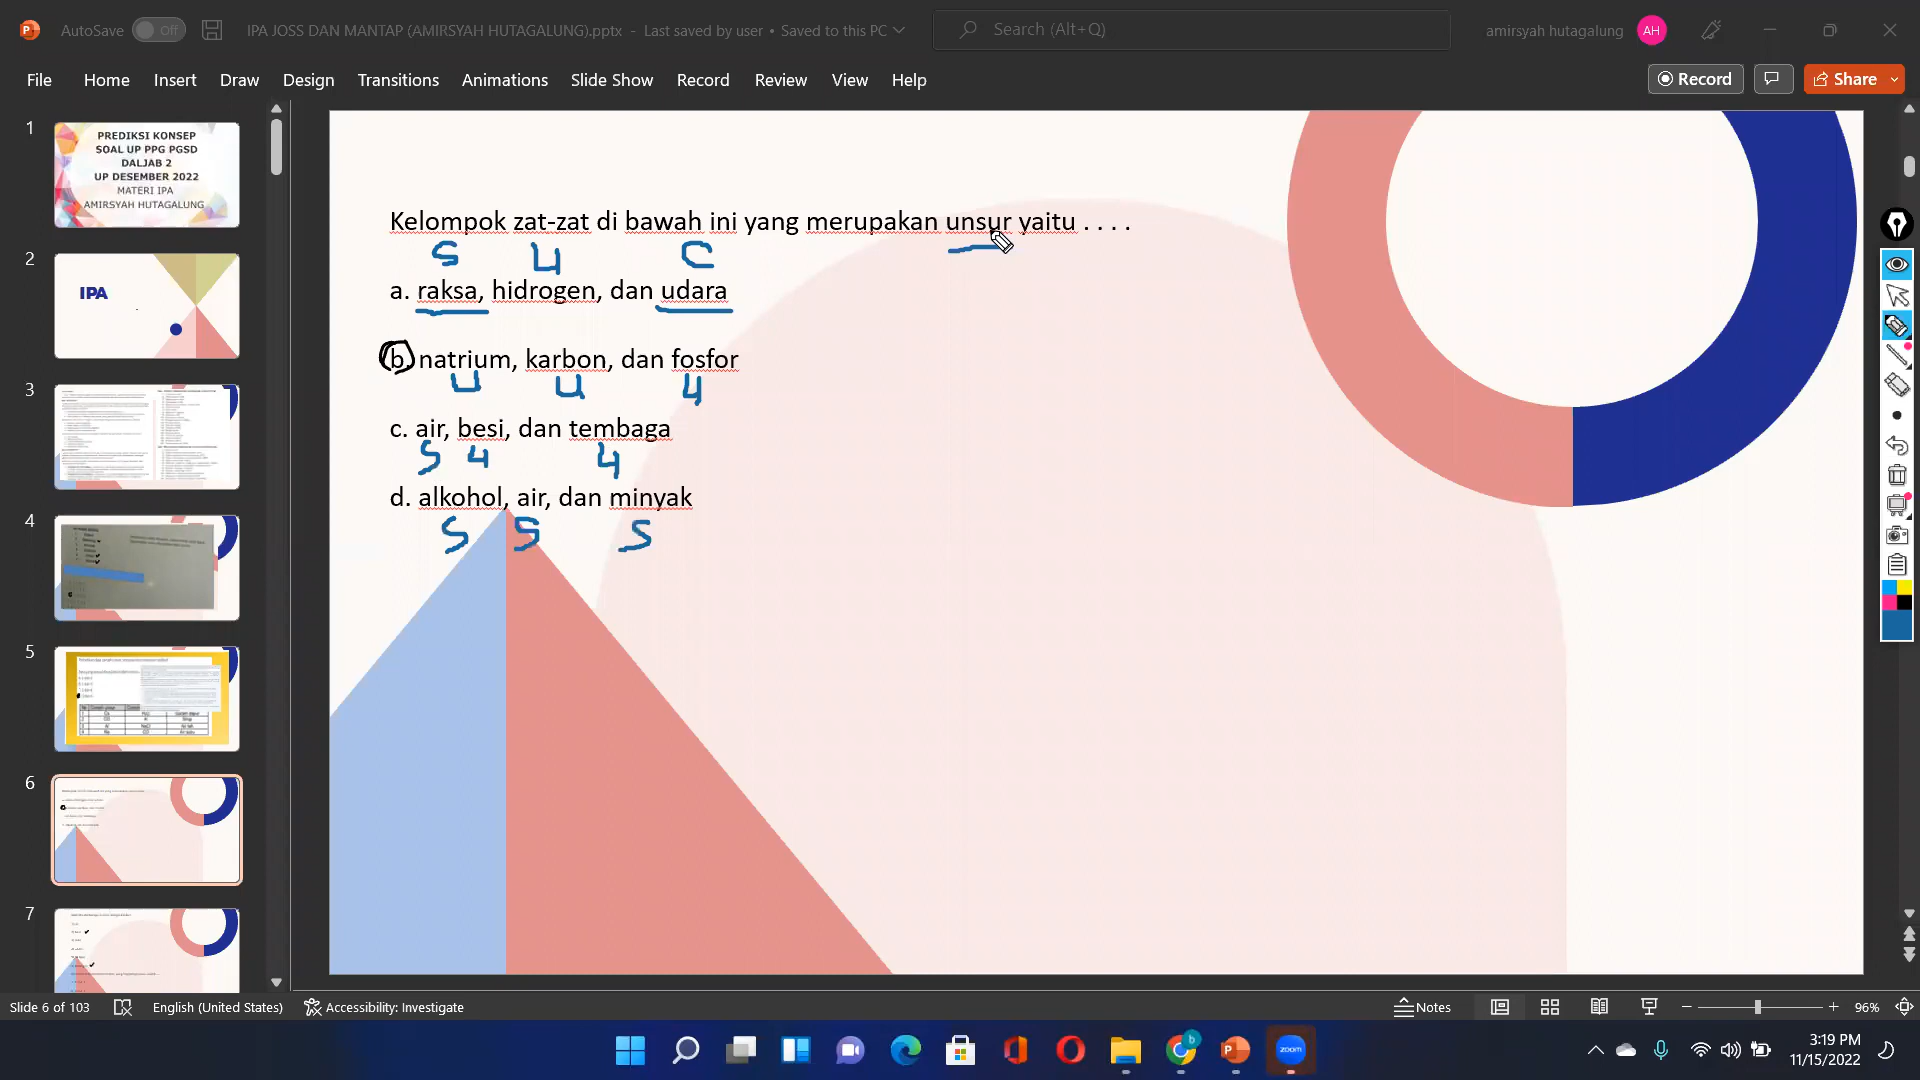 AutoSave Off IPA JOSS DAN MANTAP (AMIRSYAH HUTAGALUNG).pptx - Last saved by user • Saved to this PC Search (Alt+Q) amirsyah hutagalung AH
File Home Insert Draw Design Transitions Animations Slide Show Record Review View Help Record Share
1
PREDIKSI KONSEP
SOAL UP PPG PGSD
DALJAB 2
UP DESEMBER 2022
MATERI IPA
AMIRSYAH HUTAGALUNG
2
IPA
3
4
5
6
7
Kelompok zat-zat di bawah ini yang merupakan unsur yaitu . . . .
S U C
a. raksa, hidrogen, dan udara
b. natrium, karbon, dan fosfor
U U U
c. air, besi, dan tembaga
S U U
d. alkohol, air, dan minyak
S S S
Slide 6 of 103 English (United States) Accessibility: Investigate Notes 96%
zoom
3:19 PM
11/15/2022